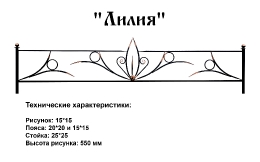 "Лилия"
Технические характеристики:
Рисунок: 15*15
Пояса: 20*20 и 15*15
Стойка: 25*25
Высота рисунка: 550 мм